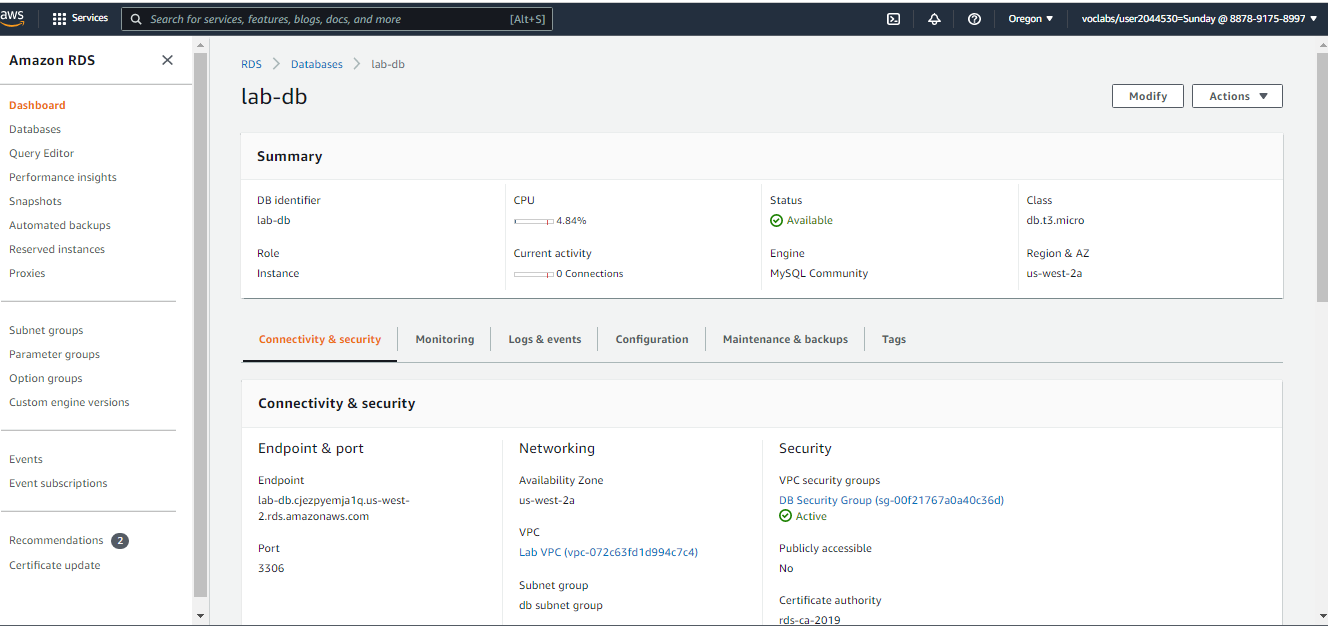 aws
Services
Search for services, features, blogs, docs, and more
[Alt+S]
Oregon
voclabs/user2044530=Sunday @ 8878-9175-8997
Amazon RDS
Dashboard
Databases
Query Editor
Performance insights
Snapshots
Automated backups
Reserved instances
Proxies
Subnet groups
Parameter groups
Option groups
Custom engine versions
Events
Event subscriptions
Recommendations 2
Certificate update
RDS > Databases > lab-db
lab-db
Modify
Actions
Summary
DB identifier
lab-db
Role
Instance
CPU
4.84%
Current activity
0 Connections
Status
Available
Engine
MySQL Community
Class
db.t3.micro
Region & AZ
us-west-2a
Connectivity & security
Monitoring
Logs & events
Configuration
Maintenance & backups
Tags
Connectivity & security
Endpoint & port
Endpoint
lab-db.cjezpyemja1q.us-west-
2.rds.amazonaws.com
Port
3306
Networking
Availability Zone
us-west-2a
VPC
Lab VPC (vpc-072c63fd1d994c7c4)
Subnet group
db subnet group
Security
VPC security groups
DB Security Group (sg-00f21767a0a40c36d)
Active
Publicly accessible
No
Certificate authority
rds-ca-2019